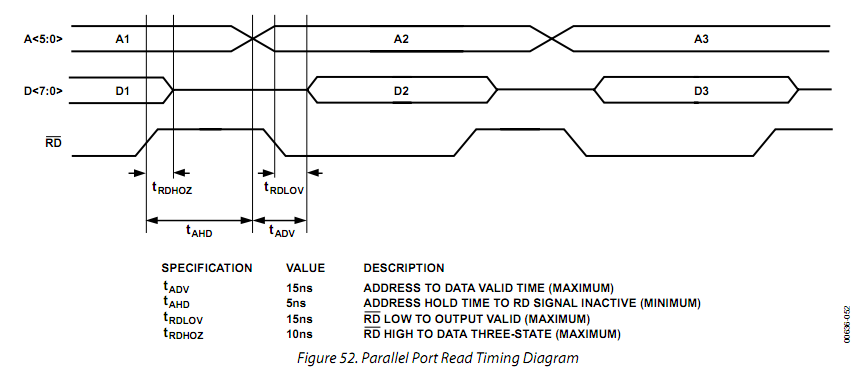 A<5:0> A1 A2 A3
D<7:0> D1 D2 D3
RD
tRDHOZ tRDLOV
tAHD tADV
SPECIFICATION VALUE DESCRIPTION
tADV 15ns ADDRESS TO DATA VALID TIME (MAXIMUM)
tAHD 5ns ADDRESS HOLD TIME TO RD SIGNAL INACTIVE (MINIMUM)
tRDLOV 15ns RD LOW TO OUTPUT VALID (MAXIMUM)
tRDHOZ 10ns RD HIGH TO DATA THREE-STATE (MAXIMUM)
00636-052
Figure 52. Parallel Port Read Timing Diagram